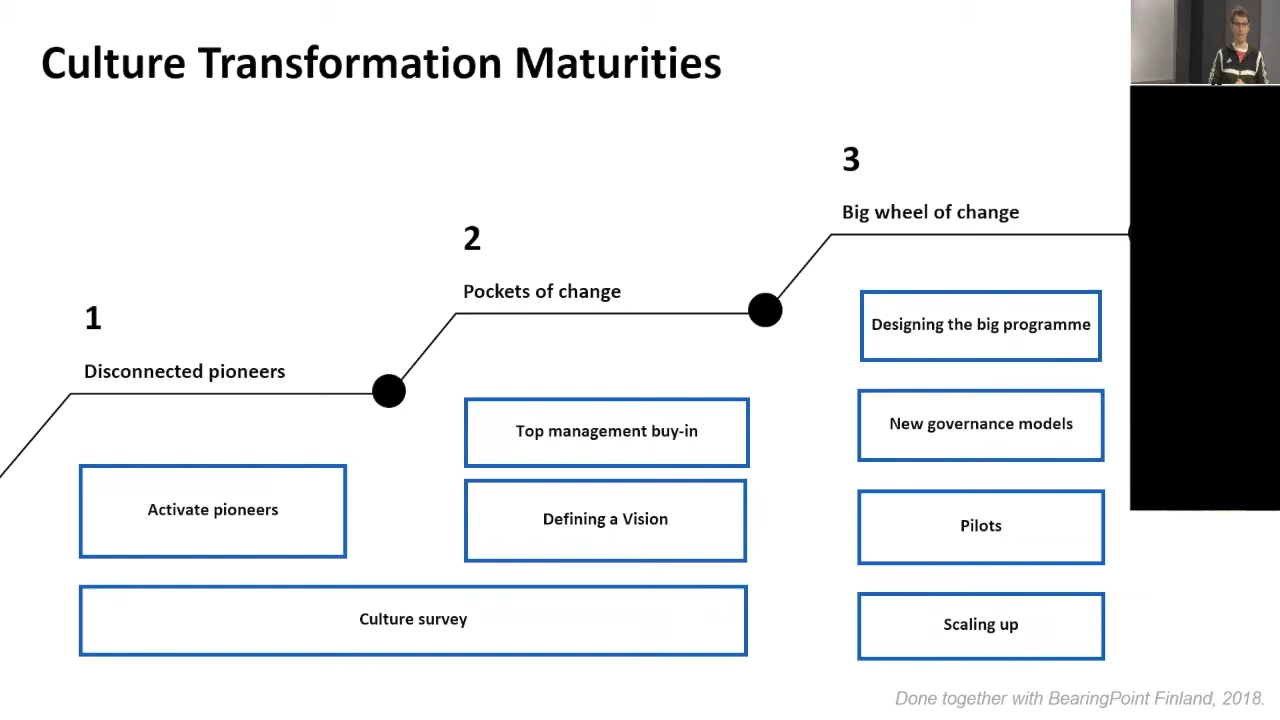 Culture Transformation Maturities
1
Disconnected pioneers
Activate pioneers
2
Pockets of change
Top management buy-in
Defining a Vision
Culture survey
3
Big wheel of change
Designing the big programme
New governance models
Pilots
Scaling up
Done together with BearingPoint Finland, 2018.